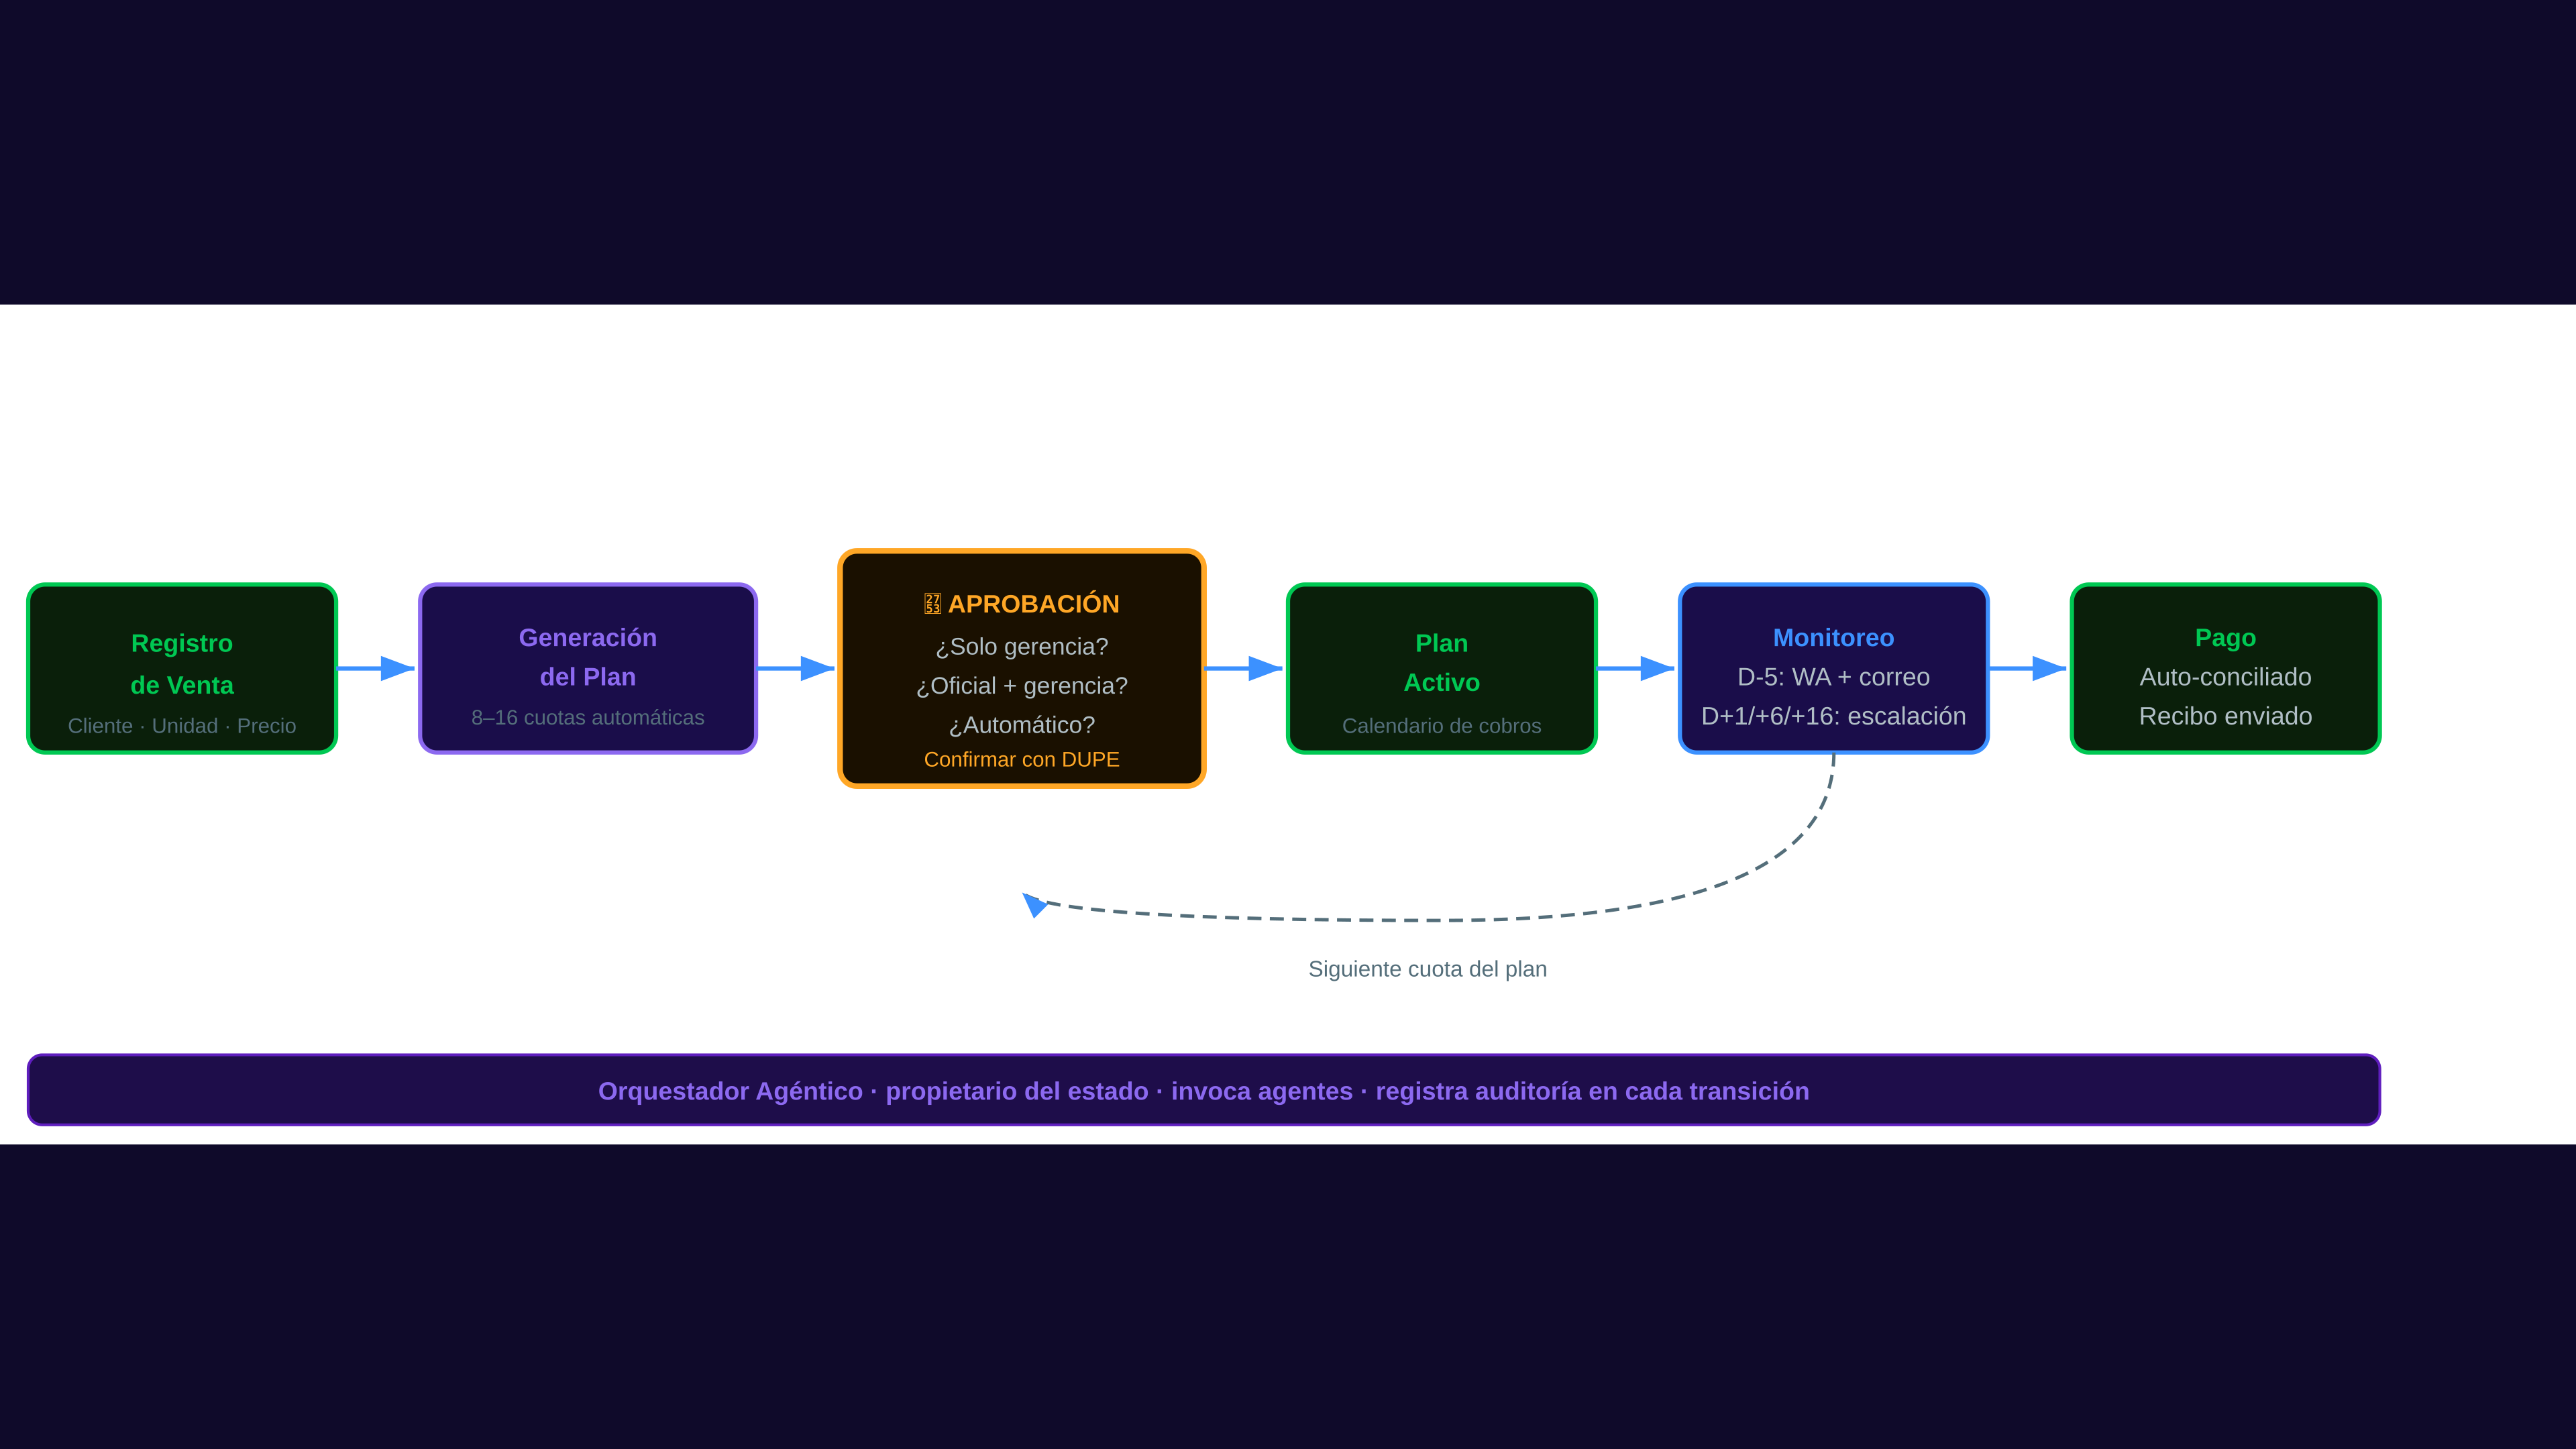 Registro
de Venta
Cliente · Unidad · Precio
Generación
del Plan
8–16 cuotas automáticas
APROBACIÓN
¿Solo gerencia?
¿Oficial + gerencia?
¿Automático?
Confirmar con DUPE
Plan
Activo
Calendario de cobros
Monitoreo
D-5: WA + correo
D+1/+6/+16: escalación
Pago
Auto-conciliado
Recibo enviado
Siguiente cuota del plan
Orquestador Agéntico · propietario del estado · invoca agentes · registra auditoría en cada transición